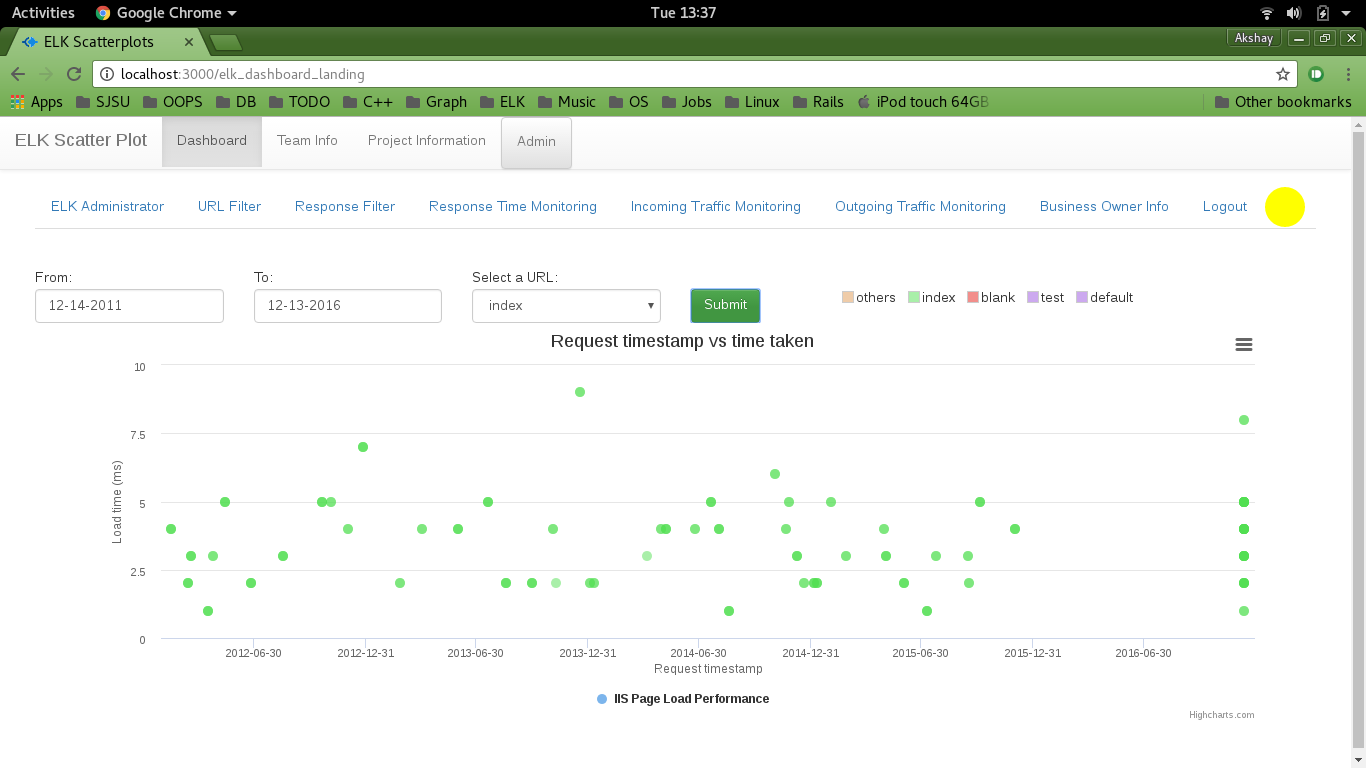 Activities Google Chrome Tue 13:37
ELK Scatterplots Akshay
localhost:3000/elk_dashboard_landing
Apps SJSU OOPS DB TODO C++ Graph ELK Music OS Jobs Linux Rails iPod touch 64GB Other bookmarks
ELK Scatter Plot Dashboard Team Info Project Information Admin
ELK Administrator URL Filter Response Filter Response Time Monitoring Incoming Traffic Monitoring Outgoing Traffic Monitoring Business Owner Info Logout
From: To: Select a URL:
12-14-2011 12-13-2016 index Submit others index blank test default
Request timestamp vs time taken
Load time (ms)
10
7.5
5
2.5
0
2012-06-30 2012-12-31 2013-06-30 2013-12-31 2014-06-30 2014-12-31 2015-06-30 2015-12-31 2016-06-30
Request timestamp
IIS Page Load Performance
Highcharts.com